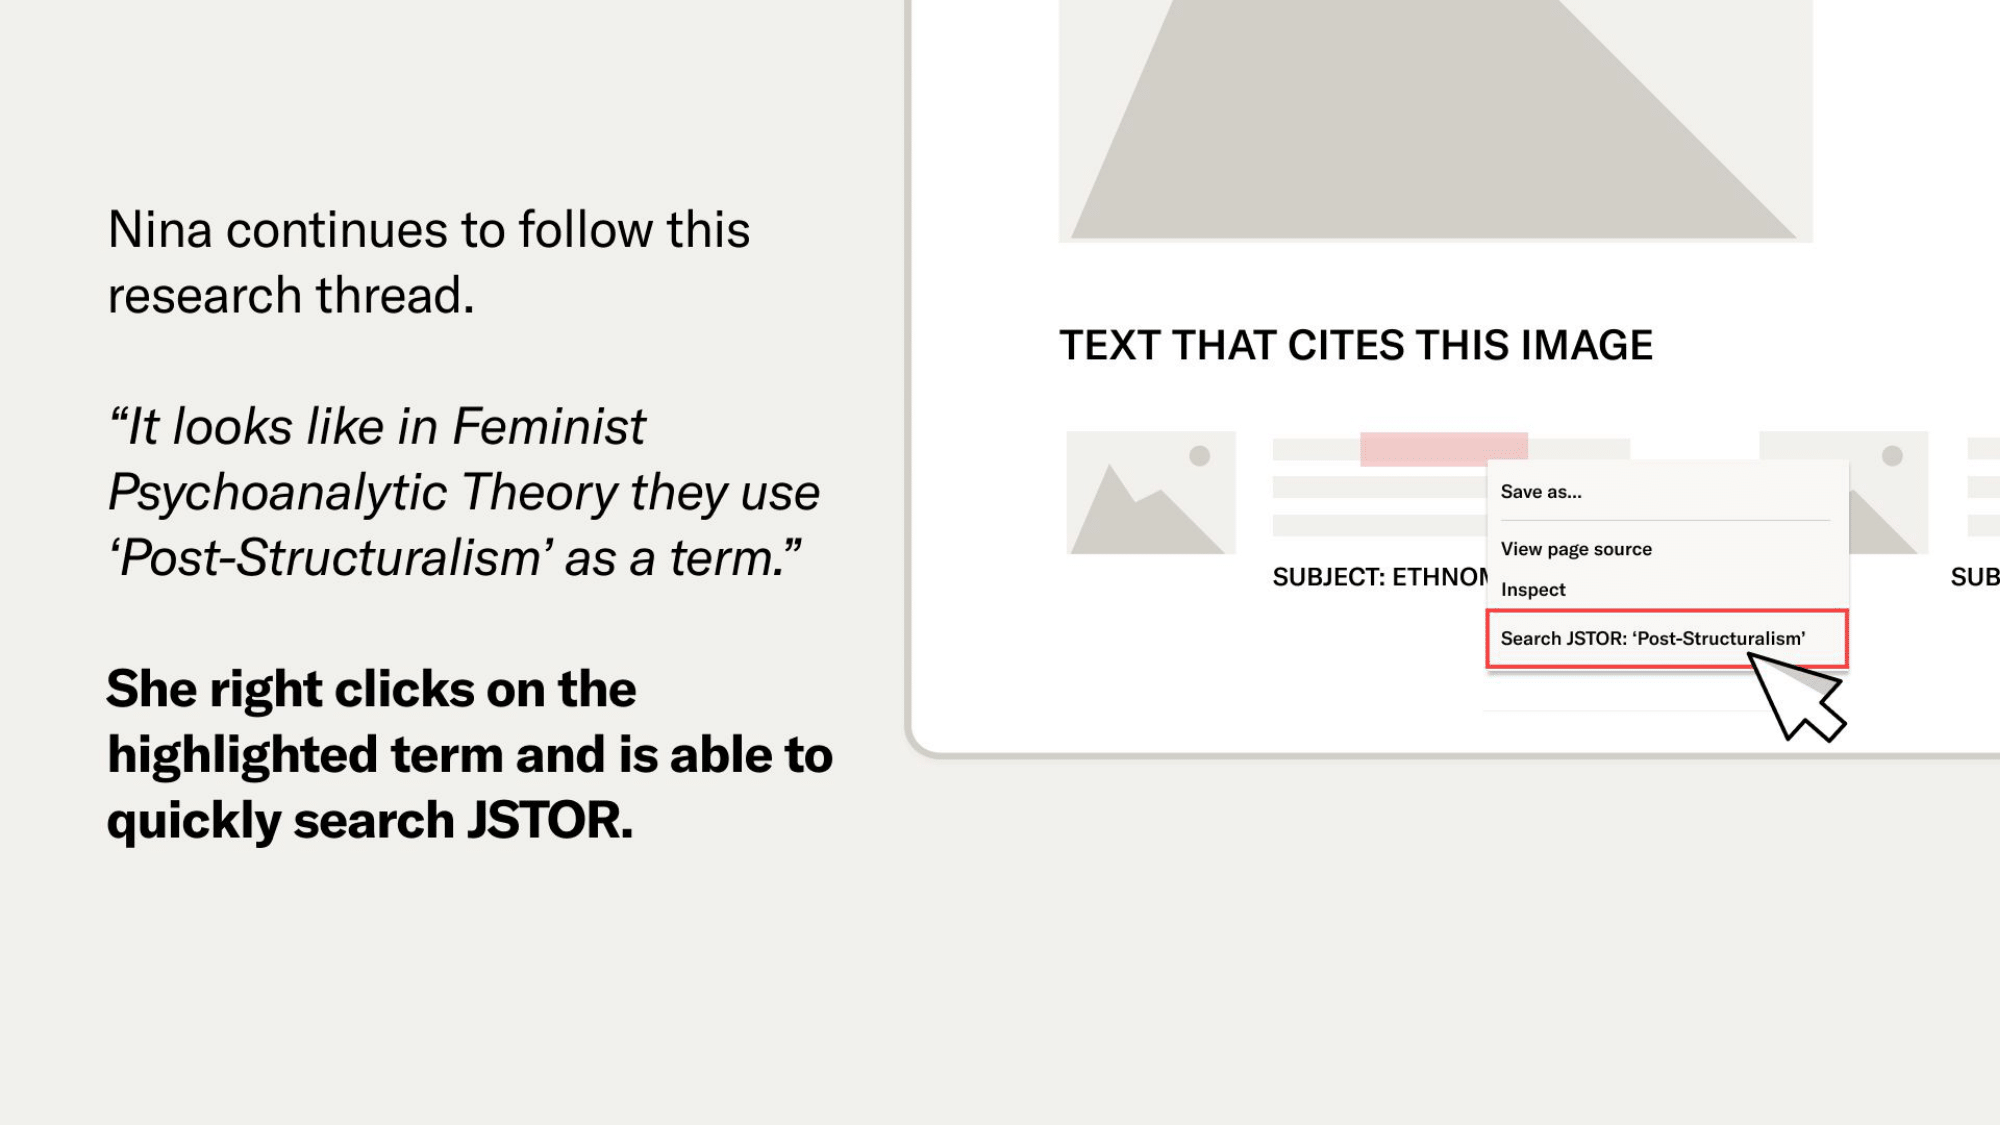 Nina continues to follow this
research thread.
“It looks like in Feminist
Psychoanalytic Theory they use
‘Post-Structuralism’ as a term.”
She right clicks on the
highlighted term and is able to
quickly search JSTOR.
TEXT THAT CITES THIS IMAGE
SUBJECT:
Save as...
View page source
Inspect
Search JSTOR: ‘Post-Structuralism’